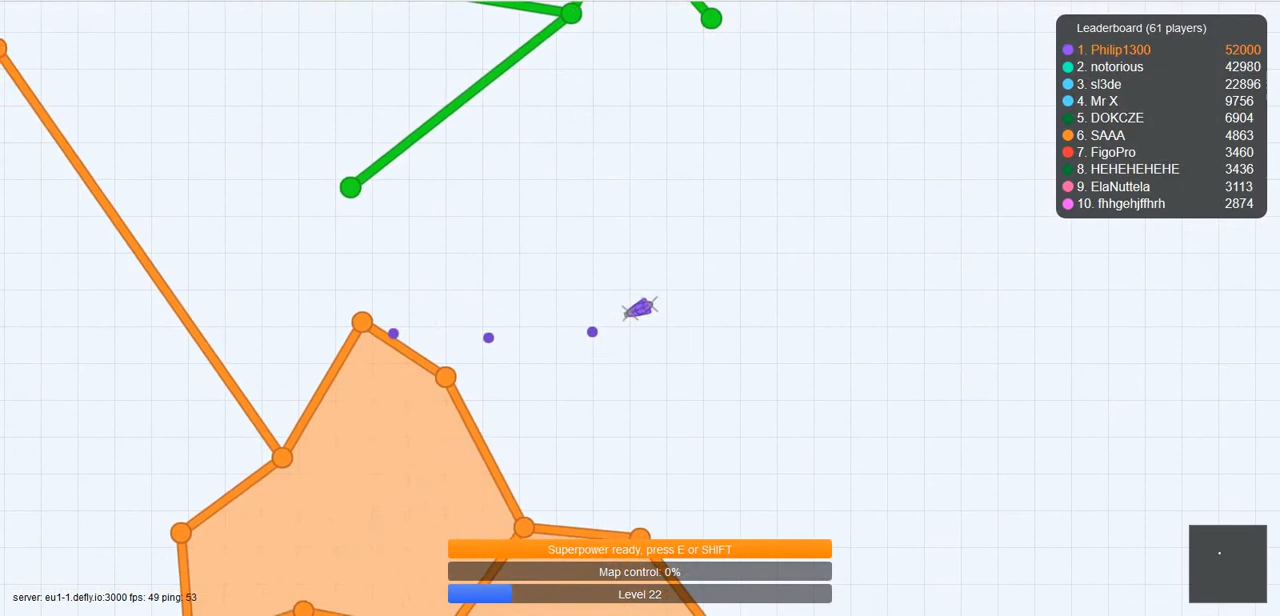 Leaderboard (61 players)
1. Philip1300 52000
2. notorious 42980
3. sl3de 22896
4. Mr X 9756
5. DOKCZE 6904
6. SAAA 4863
7. FigoPro 3460
8. HEHEHEHEHE 3436
9. ElaNuttela 3113
10. fhhgehjffhrh 2874
Superpower ready, press E or SHIFT
Map control: 0%
Level 22
server: eu1-1.defly.io:3000 fps: 49 ping: 53